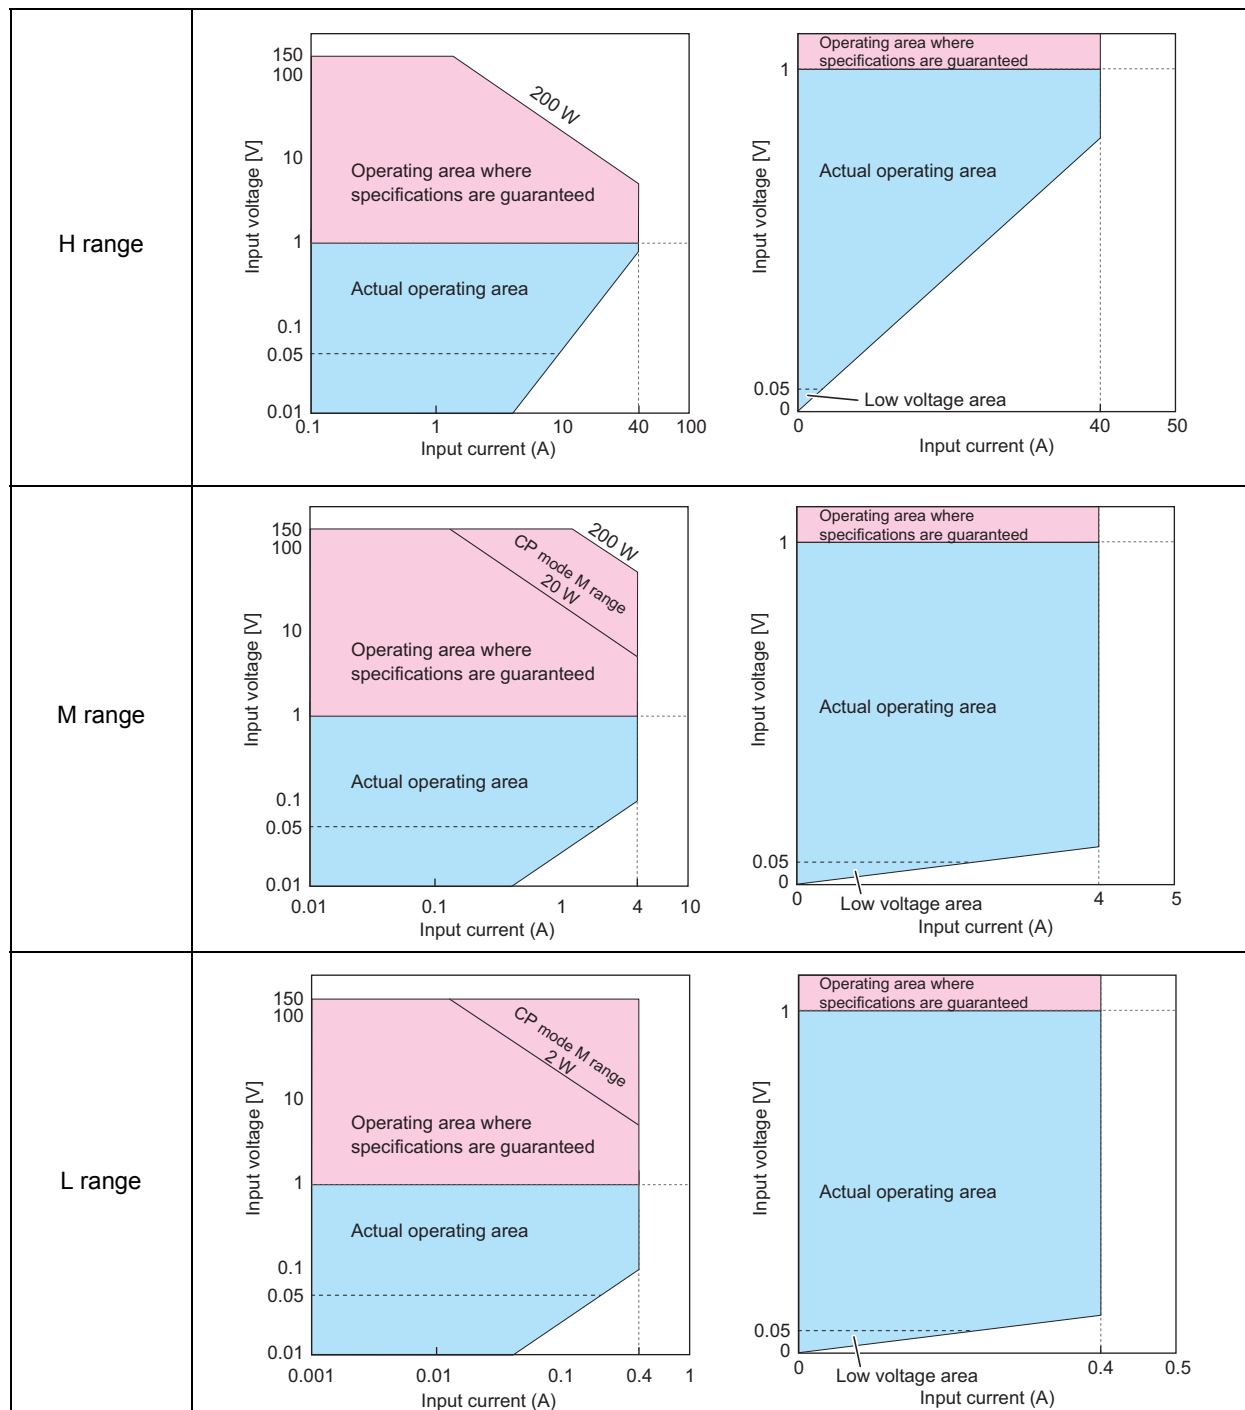 H range
150
100
10
1
0.1
0.05
0.01
Input voltage [V]
200 W
Operating area where
specifications are guaranteed
Actual operating area
0.1
1
10
40
100
Input current (A)
Operating area where
specifications are guaranteed
1
Input voltage [V]
Actual operating area
0.05
0
Low voltage area
0
40
50
Input current (A)
M range
150
100
10
1
0.1
0.05
0.01
Input voltage [V]
200 W
CP mode M range
20 W
Operating area where
specifications are guaranteed
Actual operating area
0.01
0.1
1
4
10
Input current (A)
Operating area where
specifications are guaranteed
1
Input voltage [V]
Actual operating area
0.05
0
Low voltage area
0
4
5
Input current (A)
L range
150
100
10
1
0.1
0.05
0.01
Input voltage [V]
CP mode M range
2 W
Operating area where
specifications are guaranteed
Actual operating area
0.001
0.01
0.1
0.4
1
Input current (A)
Operating area where
specifications are guaranteed
1
Input voltage [V]
Actual operating area
0.05
0
Low voltage area
0
0.4
0.5
Input current (A)